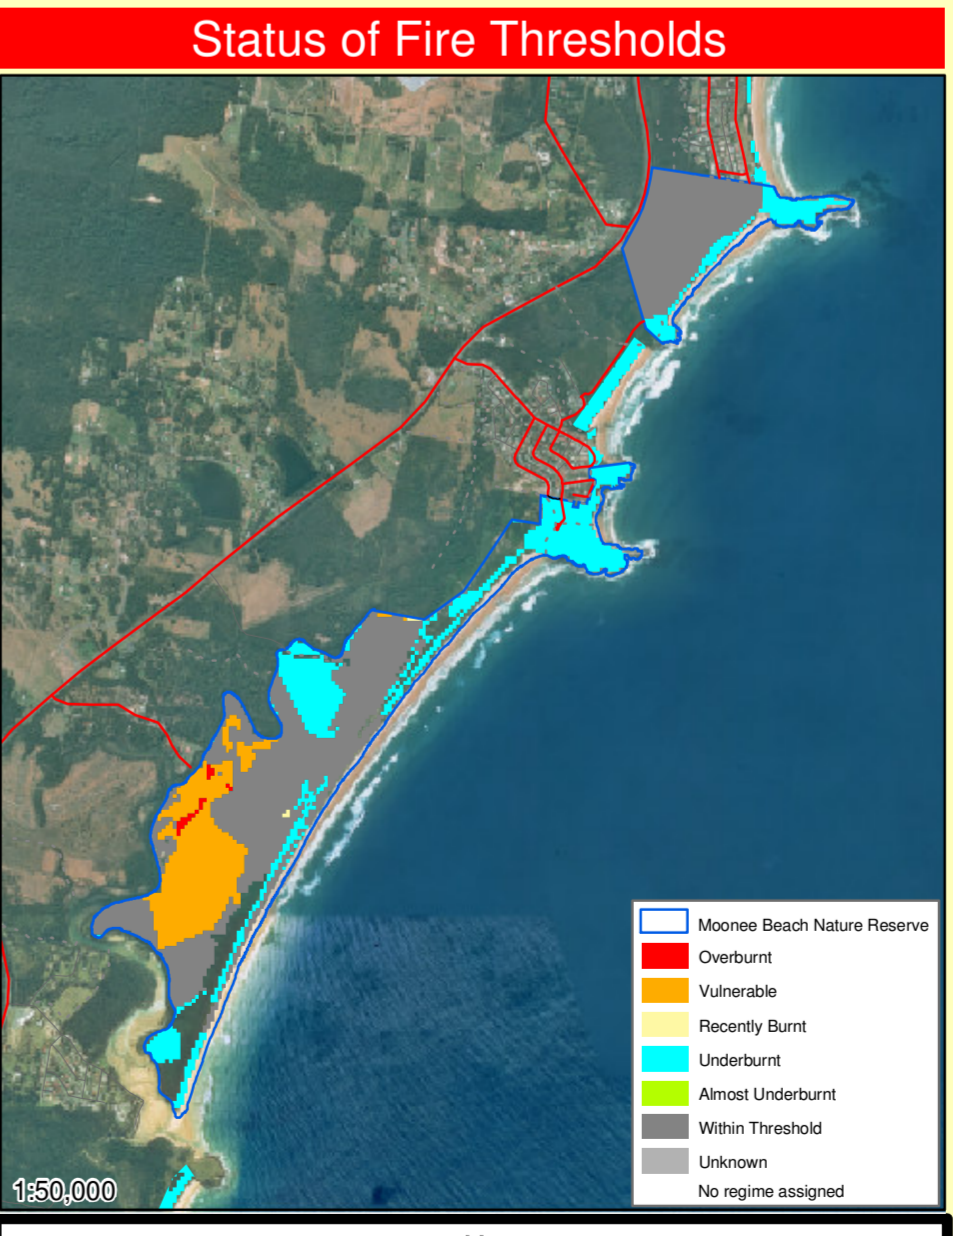 Status of Fire Thresholds
Moonee Beach Nature Reserve
Overburnt
Vulnerable
Recently Burnt
Underburnt
Almost Underburnt
Within Threshold
Unknown
No regime assigned
1:50,000